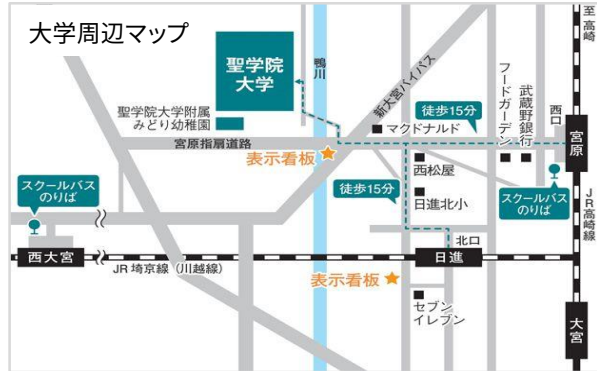 大学周辺マップ
至
高崎
聖学院
大学
鴨川
新大宮バイパス
フードガーデン
武蔵野銀行
西口
徒歩15分
聖学院大学附属
みどり幼稚園
マクドナルド
宮原
宮原指扇道路
表示看板
西松屋
スクールバス
のりば
徒歩15分
日進北小
スクールバス
のりば
JR高崎線
北口
西大宮
日進
JR埼京線(川越線)
表示看板
セブン
イレブン
大宮